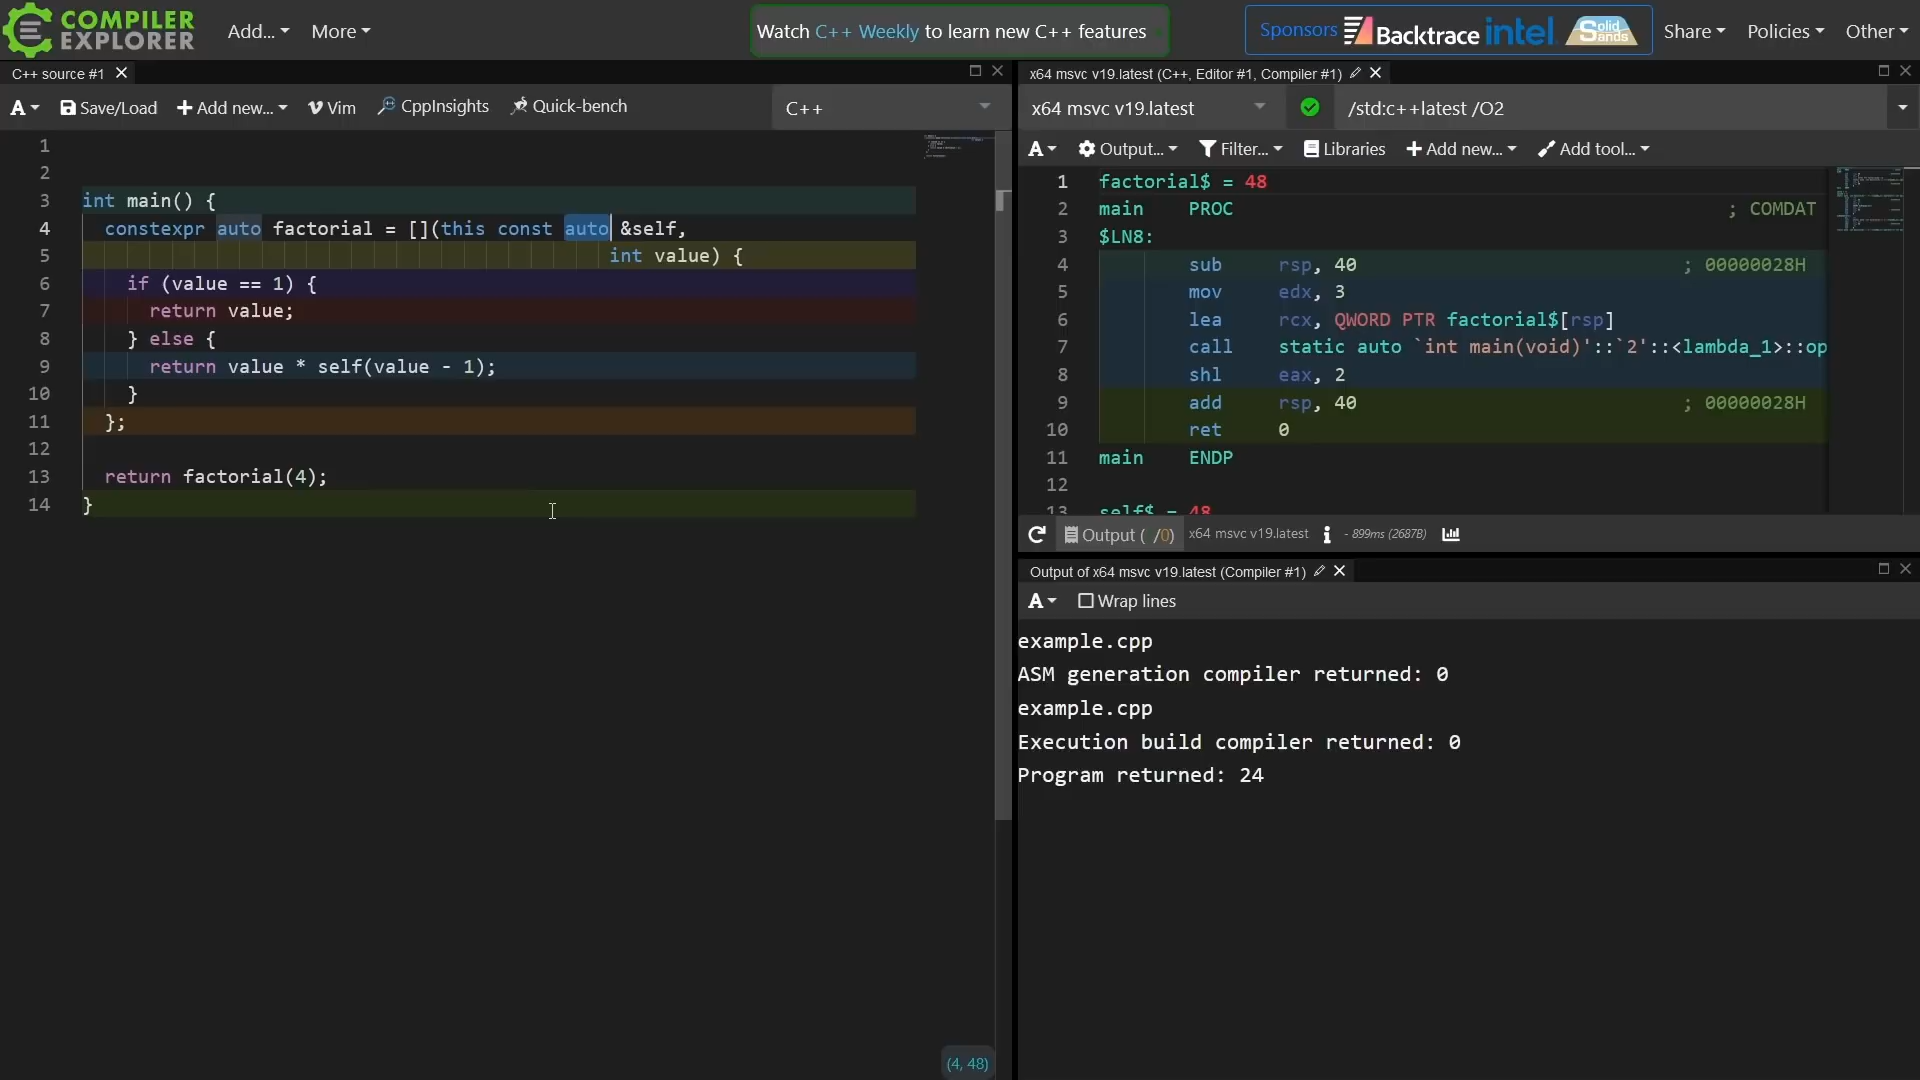 COMPILER EXPLORER
Add... More
Watch C++ Weekly to learn new C++ features
Sponsors Backtrace intel Solid Sands
Share Policies Other
C++ source #1
A Save/Load Add new... Vim CppInsights Quick-bench
C++
1
2
3 int main() {
4 constexpr auto factorial = [](this const auto &self,
5 int value) {
6 if (value == 1) {
7 return value;
8 } else {
9 return value * self(value - 1);
10 }
11 };
12
13 return factorial(4);
14 }
(4, 48)
x64 msvc v19.latest (C++, Editor #1, Compiler #1)
x64 msvc v19.latest /std:c++latest /O2
A Output... Filter... Libraries Add new... Add tool...
1 factorial$ = 48
2 main PROC ; COMDAT
3 $LN8:
4 sub rsp, 40 ; 00000028H
5 mov edx, 3
6 lea rcx, QWORD PTR factorial$[rsp]
7 call static auto `int main(void)'::`2'::<lambda_1>::op
8 shl eax, 2
9 add rsp, 40 ; 00000028H
10 ret 0
11 main ENDP
12
13 self$ = 48
Output ( /0) x64 msvc v19.latest - 899ms (2687B)
Output of x64 msvc v19.latest (Compiler #1)
A Wrap lines
example.cpp
ASM generation compiler returned: 0
example.cpp
Execution build compiler returned: 0
Program returned: 24